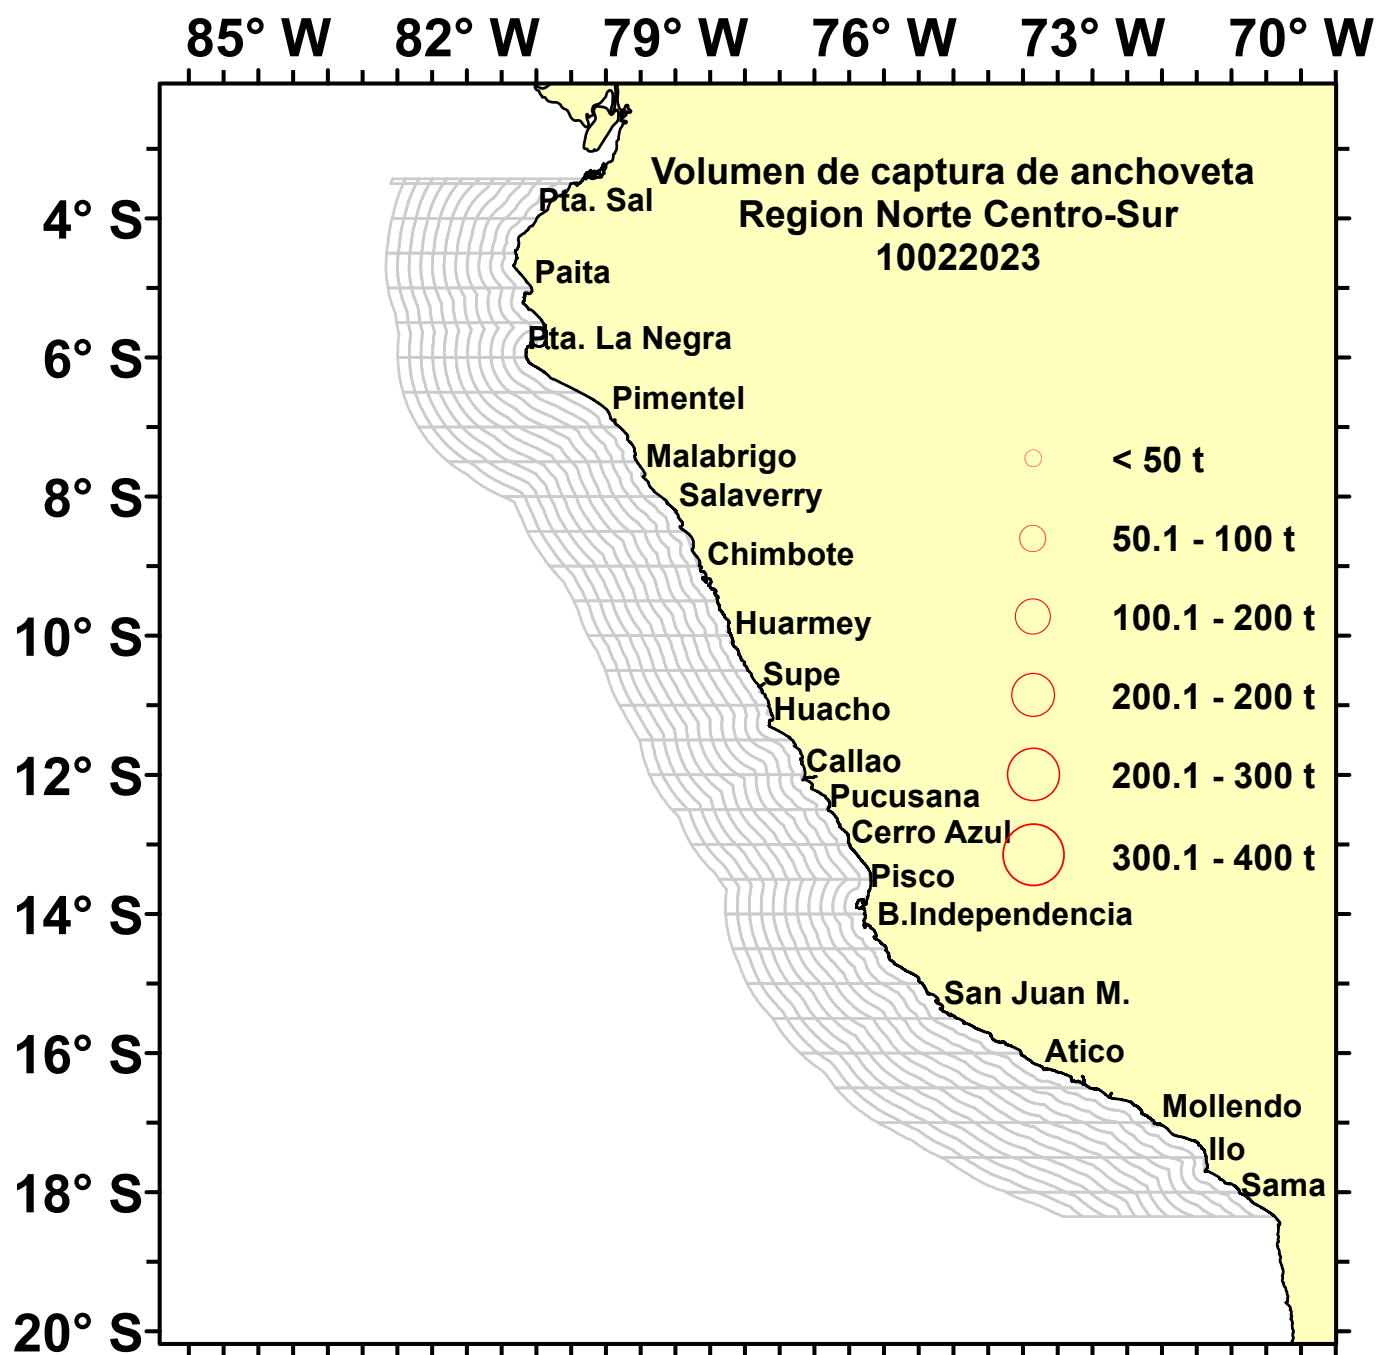 85° W 82° W 79° W 76° W 73° W 70° W
Volumen de captura de anchoveta
Region Norte Centro-Sur
10022023
Pta. Sal
4° S
Paita
Pta. La Negra
6° S
Pimentel
Malabrigo
< 50 t
8° S
Salaverry
50.1 - 100 t
Chimbote
100.1 - 200 t
10° S
Huarmey
Supe
200.1 - 200 t
Huacho
Callao
12° S
200.1 - 300 t
Pucusana
Cerro Azul
300.1 - 400 t
Pisco
14° S
B.Independencia
San Juan M.
16° S
Atico
Mollendo
Ilo
18° S
Sama
20° S